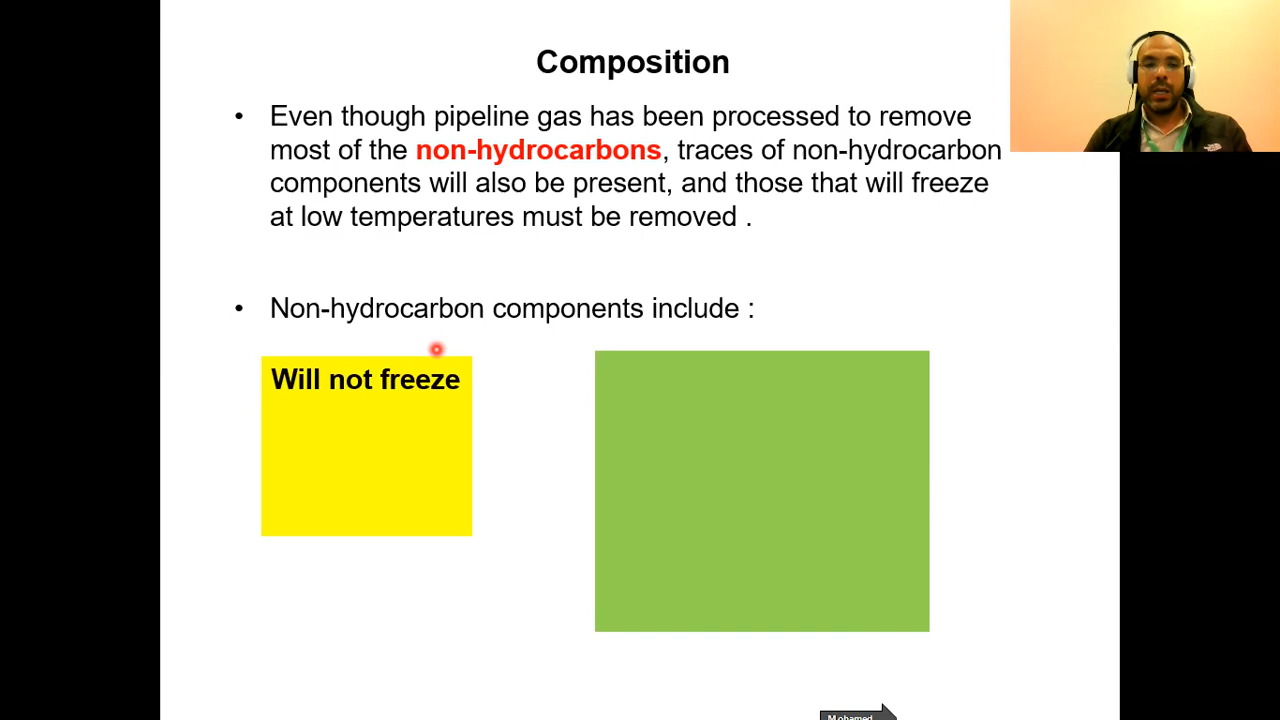 Composition
• Even though pipeline gas has been processed to remove
most of the non-hydrocarbons, traces of non-hydrocarbon
components will also be present, and those that will freeze
at low temperatures must be removed .
• Non-hydrocarbon components include :
Will not freeze
Mohamed